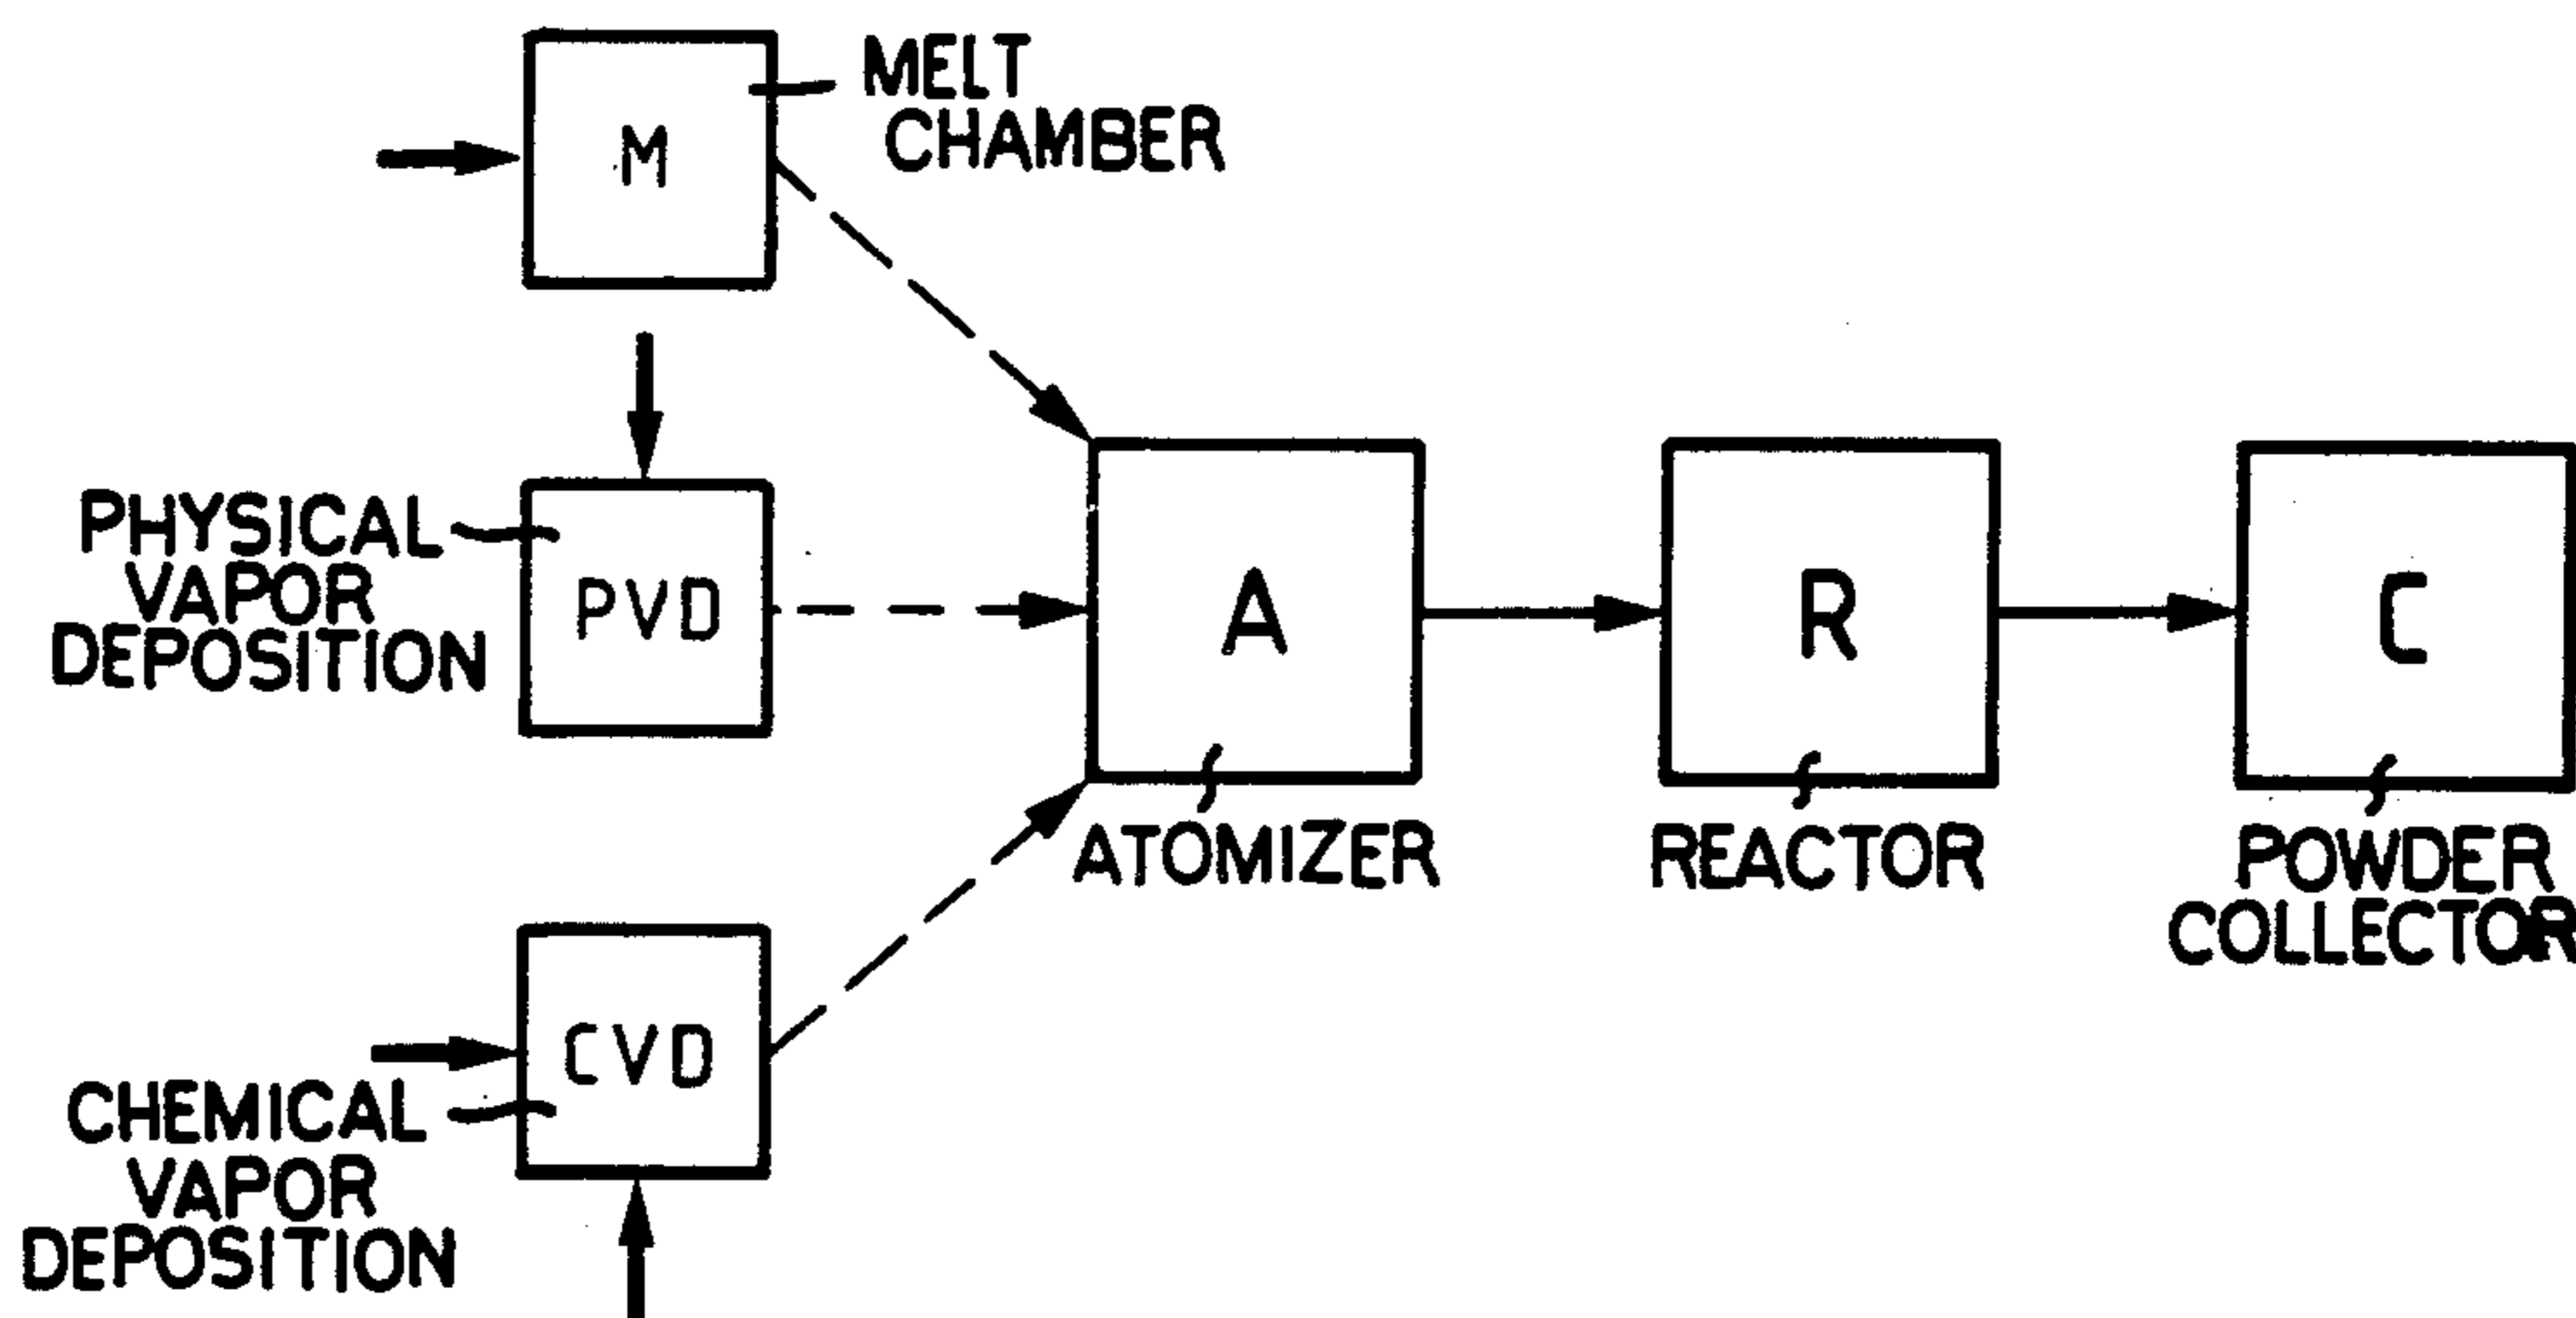 M
MELT
CHAMBER
PHYSICAL
VAPOR
DEPOSITION
PVD
A
ATOMIZER
R
REACTOR
C
POWDER
COLLECTOR
CVD
CHEMICAL
VAPOR
DEPOSITION